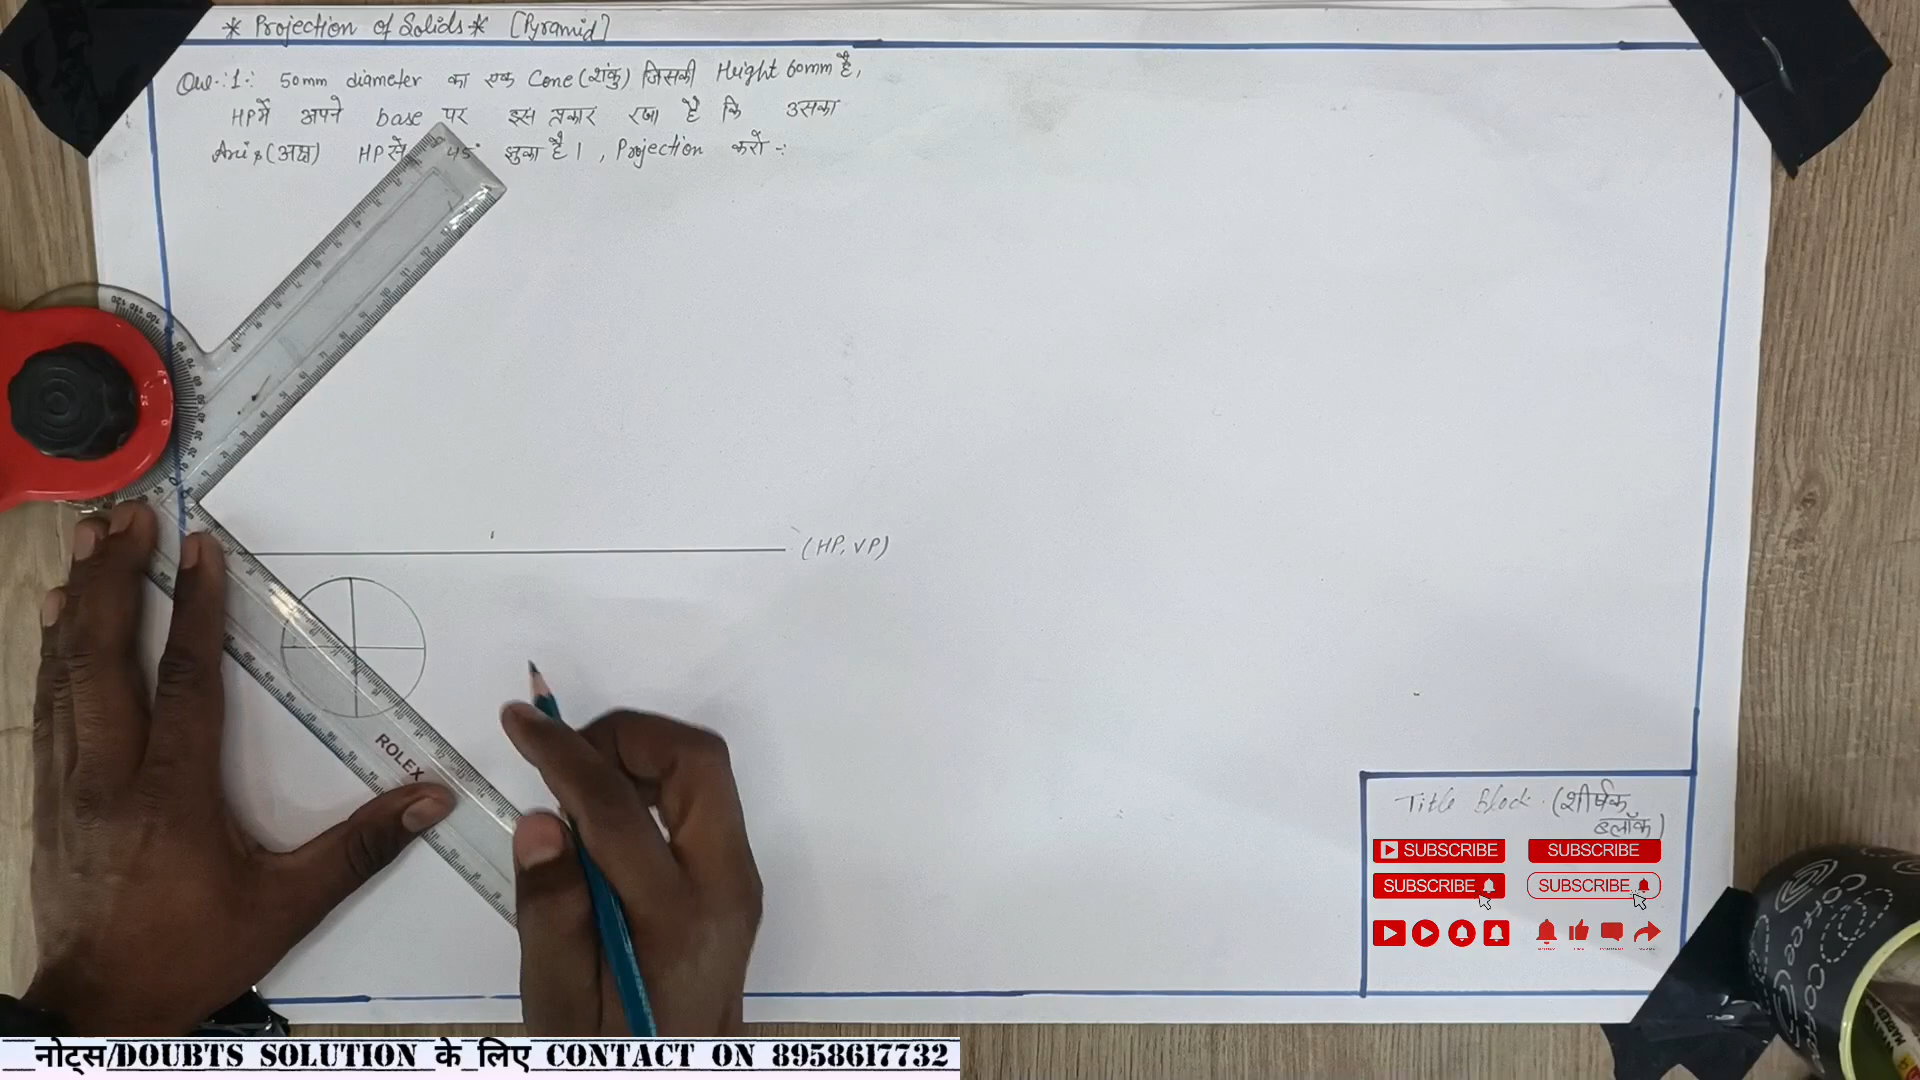 * Projection of Solids * [Pyramid]
Que.:1: 50mm diameter का एक Cone (शंकु) जिसकी Height 60mm है,
HP में अपने base पर इस प्रकार रखा है कि उसका
Axis (अक्ष) HP से 45° झुका है। , Projection करो -:
(HP, VP)
ROLEX
Title Block. (शीर्षक
ब्लॉक)
SUBSCRIBE SUBSCRIBE
SUBSCRIBE SUBSCRIBE
Coffee
नोट्स/DOUBTS SOLUTION के लिए CONTACT ON 8958617732